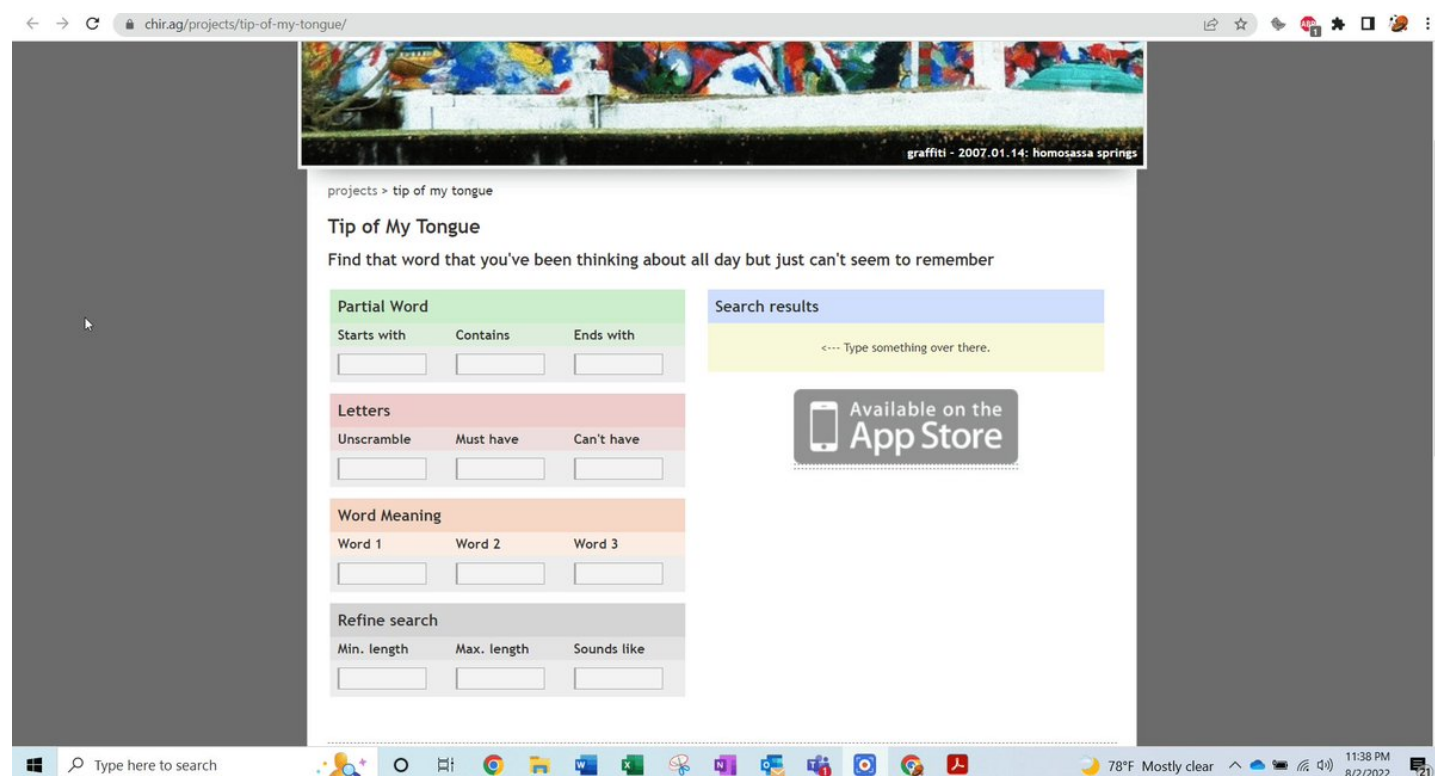 chir.ag/projects/tip-of-my-tongue/
ABP
1
graffiti - 2007.01.14: homosassa springs
projects > tip of my tongue
Tip of My Tongue
Find that word that you've been thinking about all day but just can't seem to remember
Partial Word
Starts with Contains Ends with
Letters
Unscramble Must have Can't have
Word Meaning
Word 1 Word 2 Word 3
Refine search
Min. length Max. length Sounds like
Search results
<--- Type something over there.
Available on the
App Store
Type here to search
78°F Mostly clear
11:38 PM
8/2/2022
21